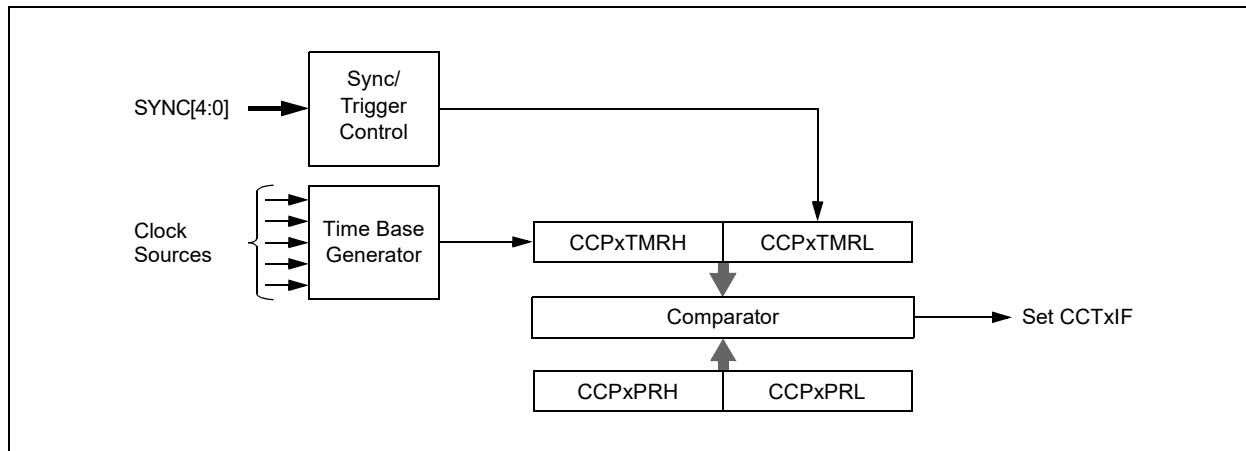 Sync/
Trigger
Control
SYNC[4:0]
Clock
Sources
Time Base
Generator
CCPxTMRH
CCPxTMRL
Comparator
Set CCTxIF
CCPxPRH
CCPxPRL